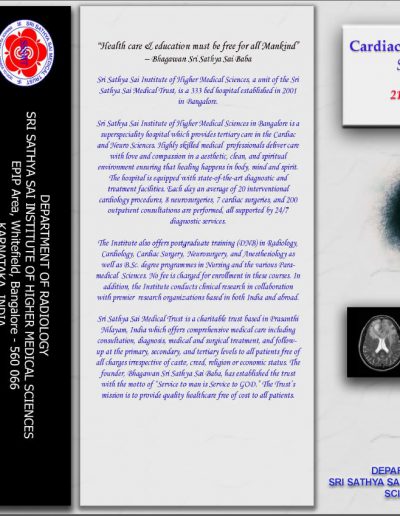 SRI SATHYA SAI
MEDICAL TRUST
DEPARTMENT OF RADIOLOGY
SRI SATHYA SAI INSTITUTE OF HIGHER MEDICAL SCIENCES
EPIP Area, Whitefield, Bangalore - 560 066
KARNATAKA, INDIA
"Health care & education must be free for all Mankind"
– Bhagawan Sri Sathya Sai Baba
Sri Sathya Sai Institute of Higher Medical Sciences, a unit of the Sri
Sathya Sai Medical Trust, is a 333 bed hospital established in 2001
in Bangalore.
Sri Sathya Sai Institute of Higher Medical Sciences in Bangalore is a
superspeciality hospital which provides tertiary care in the Cardiac
and Neuro Sciences. Highly skilled medical professionals deliver care
with love and compassion in a aesthetic, clean, and spiritual
environment ensuring that healing happens in body, mind and spirit.
The hospital is equipped with state-of-the-art diagnostic and
treatment facilities. Each day an average of 20 interventional
cardiology procedures, 8 neurosurgeries, 7 cardiac surgeries, and 200
outpatient consultations are performed, all supported by 24/7
diagnostic services.
The Institute also offers postgraduate training (DNB) in Radiology,
Cardiology, Cardiac Surgery, Neurosurgery, and Anesthesiology as
well as B.Sc. degree programmes in Nursing and the various Para-
medical Sciences. No fee is charged for enrollment in these courses. In
addition, the Institute conducts clinical research in collaboration
with premier research organizations based in both India and abroad.
Sri Sathya Sai Medical Trust is a charitable trust based in Prasanthi
Nilayam, India which offers comprehensive medical care including
consultation, diagnosis, medical and surgical treatment, and follow-
up at the primary, secondary, and tertiary levels to all patients free of
all charges irrespective of caste, creed, religion or economic status. The
founder, Bhagawan Sri Sathya Sai Baba, has established the trust
with the motto of "Service to man is Service to GOD." The Trust's
mission is to provide quality healthcare free of cost to all patients.
Cardiac
S
21
DEPAR
SRI SATHYA SA
SCI